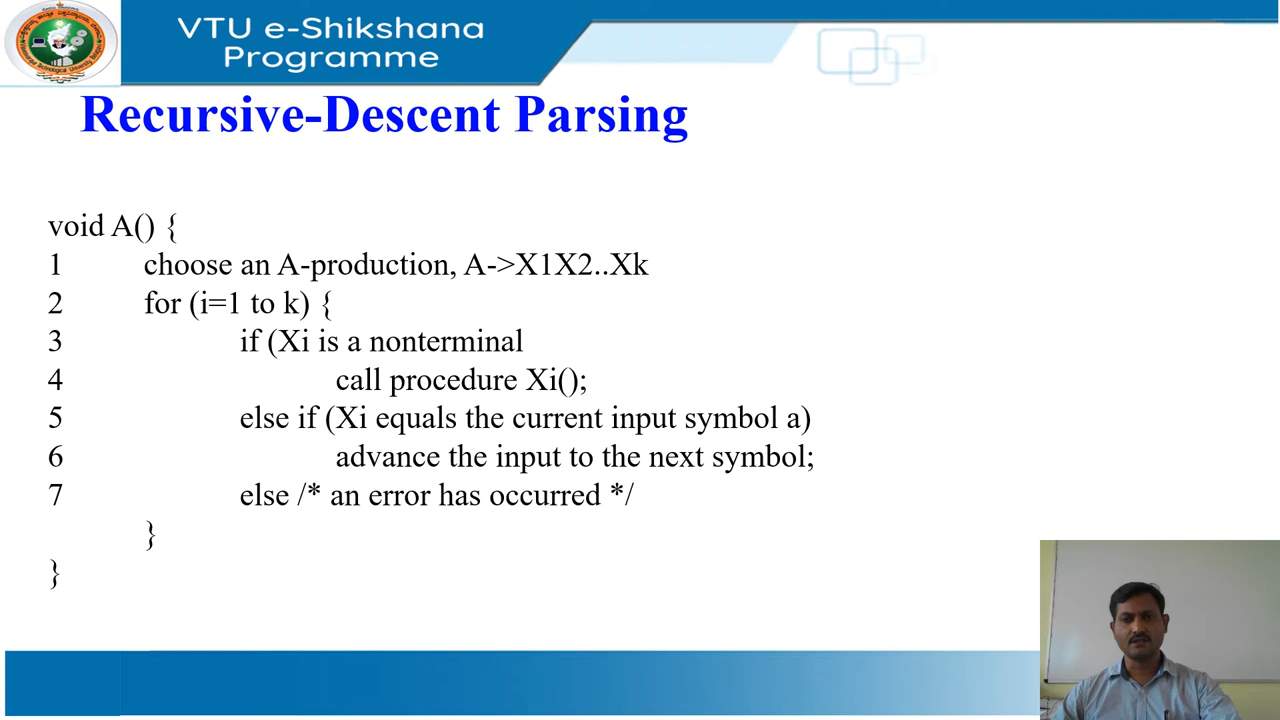 VTU e-Shikshana
Programme
Recursive-Descent Parsing
void A() {
1 choose an A-production, A->X1X2..Xk
2 for (i=1 to k) {
3 if (Xi is a nonterminal
4 call procedure Xi();
5 else if (Xi equals the current input symbol a)
6 advance the input to the next symbol;
7 else /* an error has occurred */
}
}